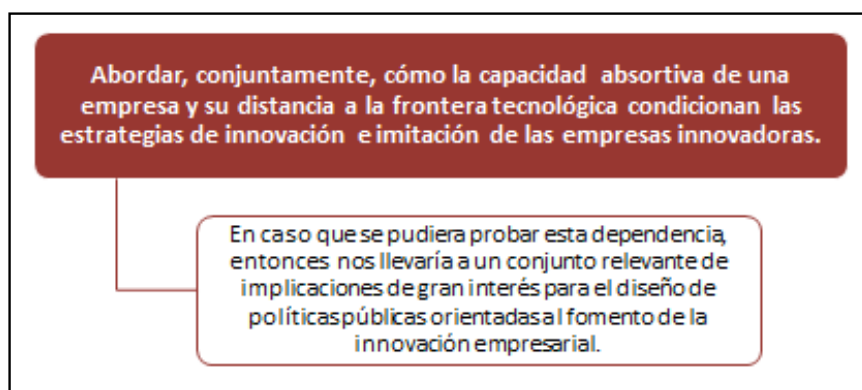 Abordar, conjuntamente, cómo la capacidad absortiva de una
empresa y su distancia a la frontera tecnológica condicionan las
estrategias de innovación e imitación de las empresas innovadoras.
En caso que se pudiera probar esta dependencia,
entonces nos llevaría a un conjunto relevante de
implicaciones de gran interés para el diseño de
políticas públicas orientadas al fomento de la
innovación empresarial.